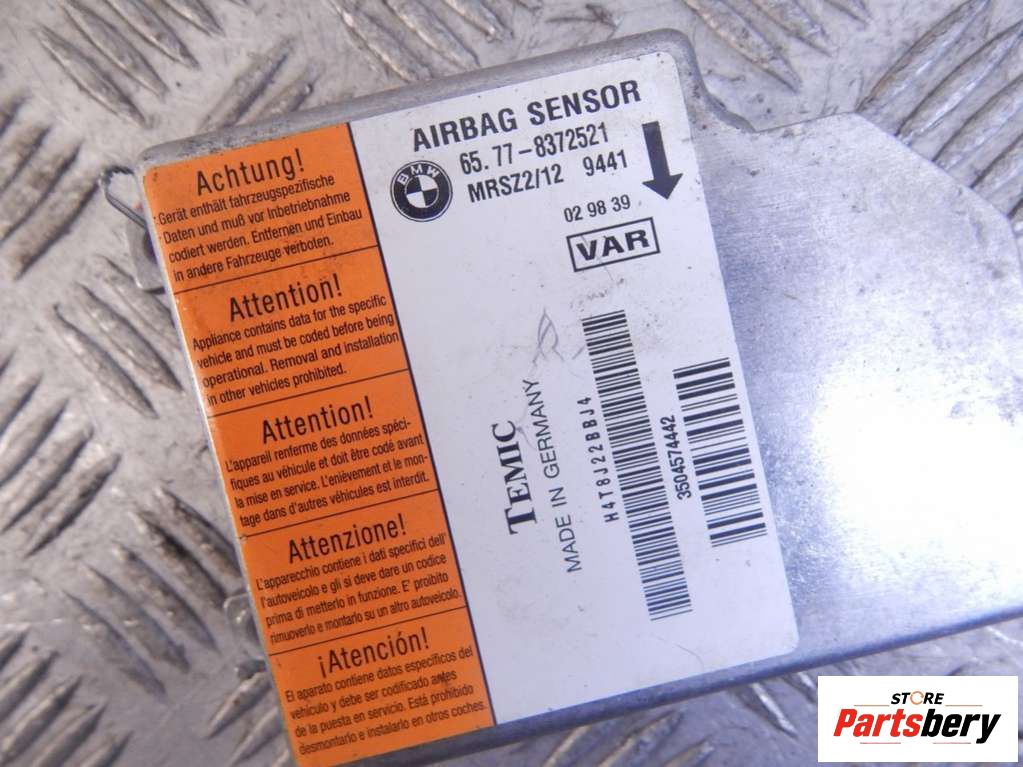 AIRBAG SENSOR
BMW
65.77-8372521
MRSZ2/12 9441
02 98 39
VAR
Achtung!
Gerät enthält fahrzeugspezifische
Daten und muß vor Inbetriebnahme
codiert werden. Entfernen und Einbau
in andere Fahrzeuge verboten.
Attention!
Appliance contains data for the specific
vehicle and must be coded before being
operational. Removal and installation
in other vehicles prohibited.
Attention!
L'appareil renferme des données spéci-
fiques au véhicule et doit être codé avant
la mise en service. L'enièvement et le mon-
tage dans d'autres véhicules est interdit.
Attenzione!
L'apparecchio contiene i dati specifici dell'
l'autoveicolo e gli si deve dare un codice
prima di metterlo in funzione. E' proibito
rimuoverlo e montarlo su un altro autoveicolo.
¡Atención!
El aparato contiene datos específicos del
vehículo y debe ser codificado antes
de la puesta en servicio. Está prohibido
desmontarlo e instalarlo en otros coches.
TEMIC
MADE IN GERMANY
H4T8J22BBJ4
3504574442
STORE
Partsbery